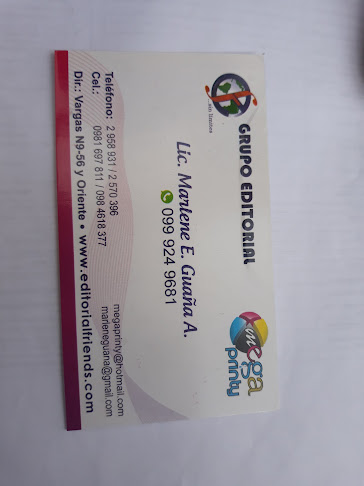 GRUPO EDITORIAL
...sin límites
mega
printy
Lic. Marlene E. Guaña A.
099 924 9681
Teléfono: 2 958 931 / 2 570 396
Cel.: 0981 697 811 / 098 4618 377
megaprinty@hotmail.com
marleneguana@gmail.com
Dir.: Vargas N9-56 y Oriente • www.editorialfriends.com